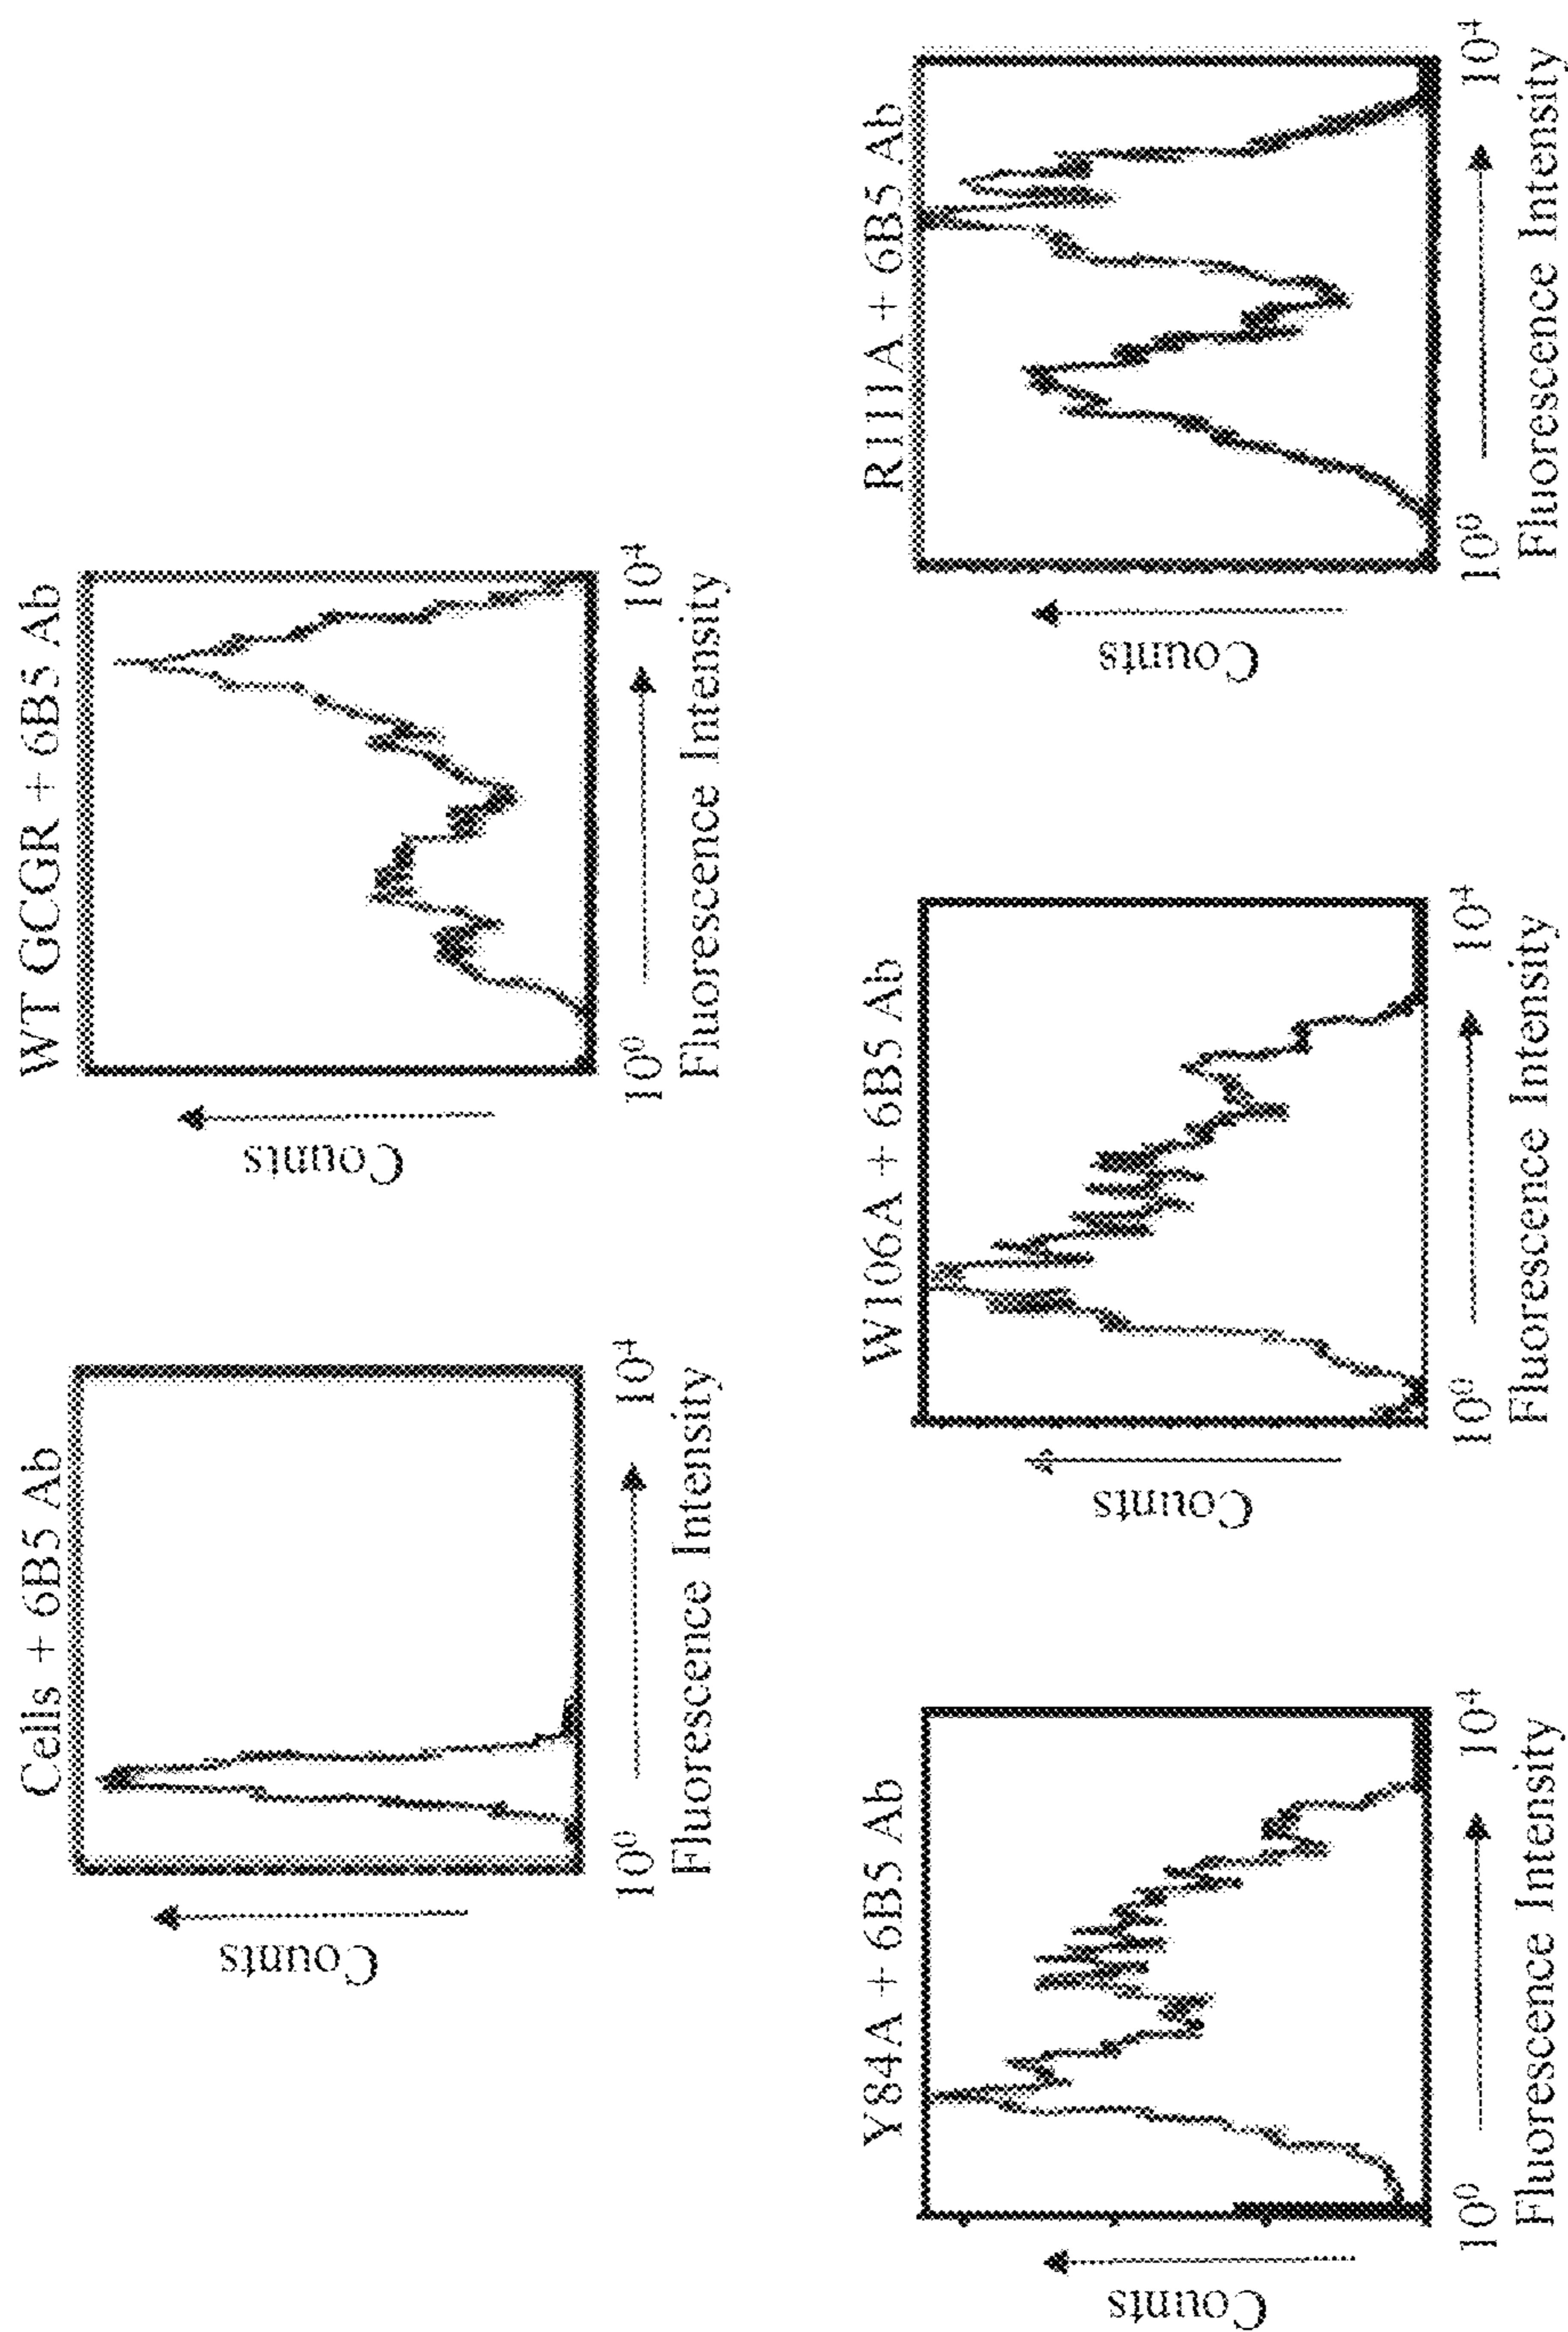 Cells + 6B5 Ab
Counts
10⁰
10⁴
Fluorescence Intensity
WT GCGR + 6B5 Ab
Counts
10⁰
10⁴
Fluorescence Intensity
Y84A + 6B5 Ab
Counts
10⁰
10⁴
Fluorescence Intensity
W106A + 6B5 Ab
Counts
10⁰
10⁴
Fluorescence Intensity
R111A + 6B5 Ab
Counts
10⁰
10⁴
Fluorescence Intensity